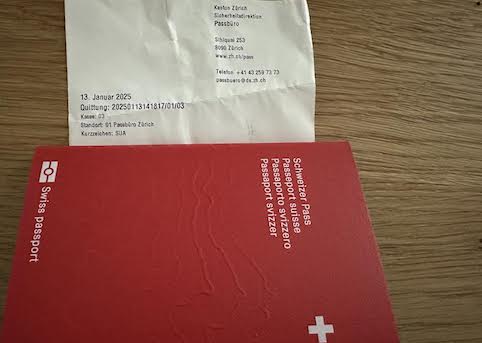 Kanton Zürich
Sicherheitsdirektion
Passbüro
Sihlquai 253
8090 Zürich
www.zh.ch/pass
Telefon +41 43 259 73 73
passbuero@ds.zh.ch
13. Januar 2025
Quittung: 20250113141817/01/03
Kasse: 03
Standort: 01 Passbüro Zürich
Kurzzeichen: SUA
Schweizer Pass
Passeport suisse
Passaporto svizzero
Passaport svizzer
Swiss passport